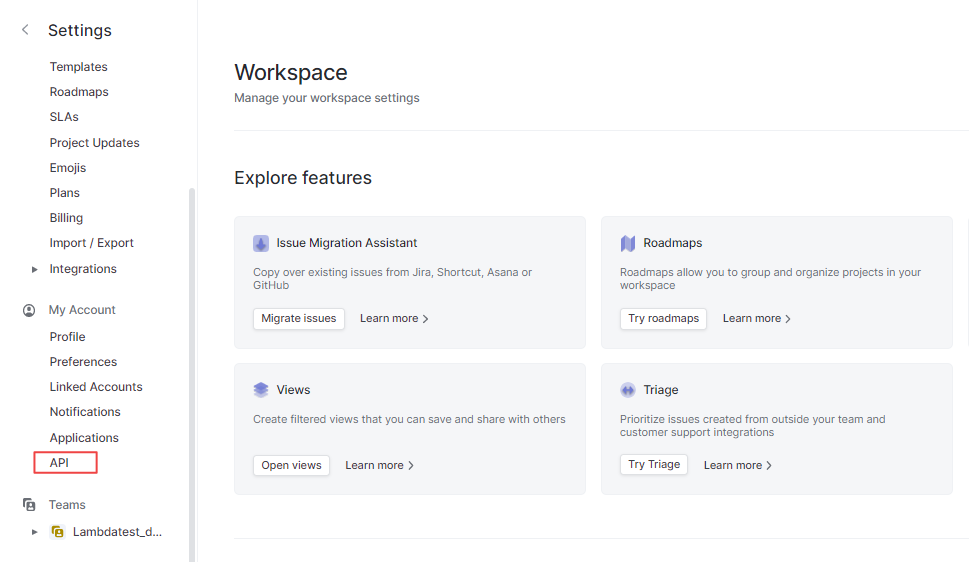 Settings
Templates
Roadmaps
SLAs
Project Updates
Emojis
Plans
Billing
Import / Export
Integrations
My Account
Profile
Preferences
Linked Accounts
Notifications
Applications
API
Teams
Lambdatest_d...
Workspace
Manage your workspace settings
Explore features
Issue Migration Assistant
Copy over existing issues from Jira, Shortcut, Asana or
GitHub
Migrate issues
Learn more
Roadmaps
Roadmaps allow you to group and organize projects in your
workspace
Try roadmaps
Learn more
Views
Create filtered views that you can save and share with others
Open views
Learn more
Triage
Prioritize issues created from outside your team and
customer support integrations
Try Triage
Learn more